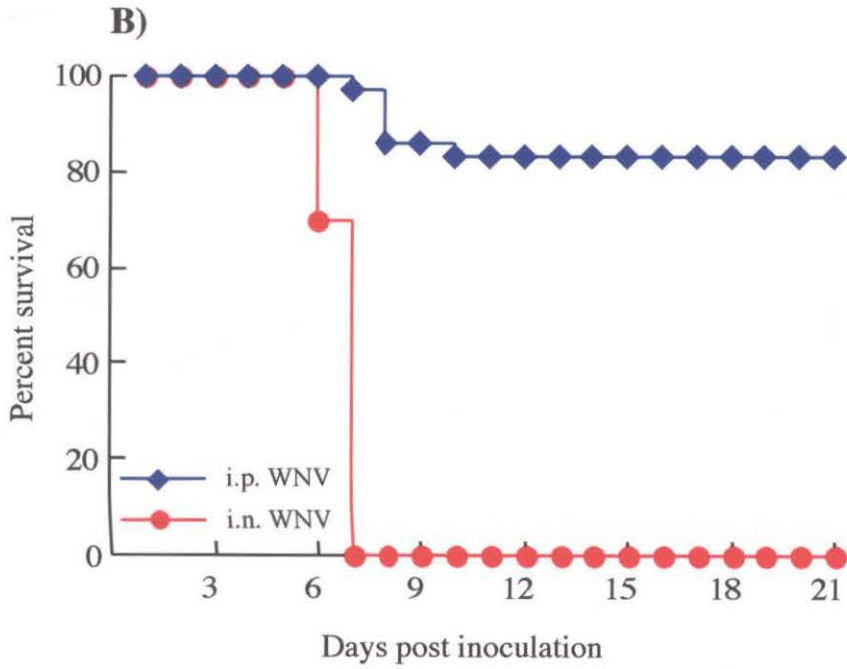 B)
100
80
60
40
20
0
Percent survival
i.p. WNV
i.n. WNV
3 6 9 12 15 18 21
Days post inoculation